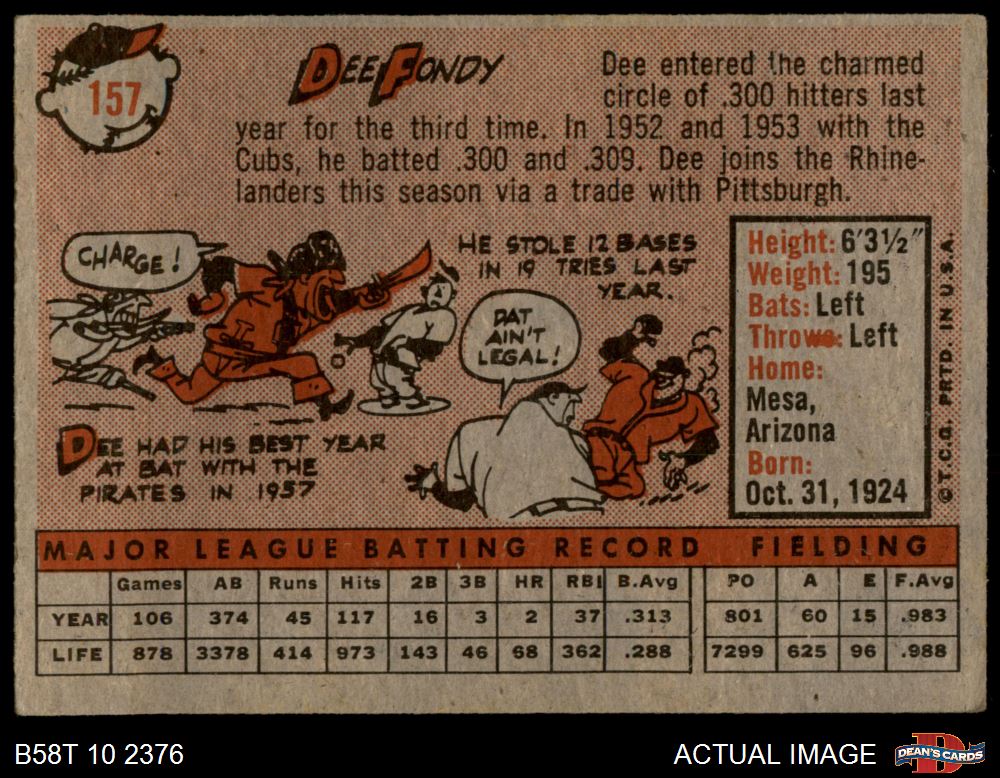 157
DEE FONDY
Dee entered the charmed
circle of .300 hitters last
year for the third time. In 1952 and 1953 with the
Cubs, he batted .300 and .309. Dee joins the Rhine-
landers this season via a trade with Pittsburgh.
CHARGE!
HE STOLE 12 BASES
IN 19 TRIES LAST
YEAR.
DAT
AIN'T
LEGAL!
DEE HAD HIS BEST YEAR
AT BAT WITH THE
PIRATES IN 1957
Height: 6'3½"
Weight: 195
Bats: Left
Throws: Left
Home:
Mesa,
Arizona
Born:
Oct. 31, 1924
© T.C.G. PRTD. IN U.S.A.
MAJOR LEAGUE BATTING RECORD FIELDING
Games AB Runs Hits 2B 3B HR RBI B.Avg PO A E F.Avg
YEAR 106 374 45 117 16 3 2 37 .313 801 60 15 .983
LIFE 878 3378 414 973 143 46 68 362 .288 7299 625 96 .988
B58T 10 2376
ACTUAL IMAGE
DEAN'S CARDS